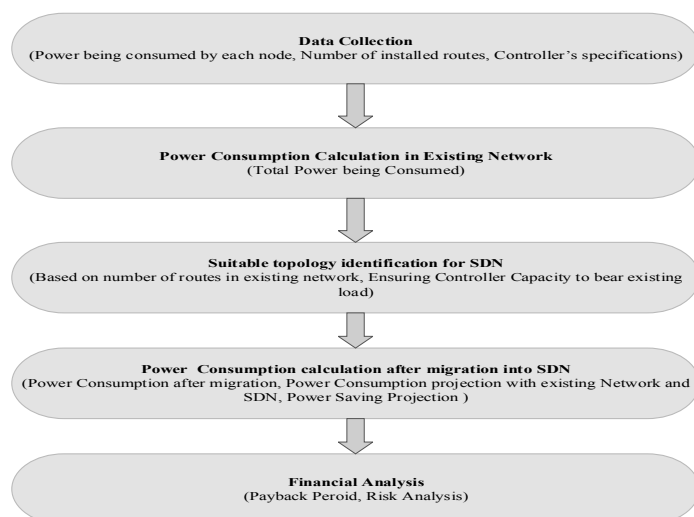 Data Collection
(Power being consumed by each node, Number of installed routes, Controller's specifications)
Power Consumption Calculation in Existing Network
(Total Power being Consumed)
Suitable topology identification for SDN
(Based on number of routes in existing network, Ensuring Controller Capacity to bear existing
load)
Power Consumption calculation after migration into SDN
(Power Consumption after migration, Power Consumption projection with existing Network and
SDN, Power Saving Projection )
Financial Analysis
(Payback Peroid, Risk Analysis)